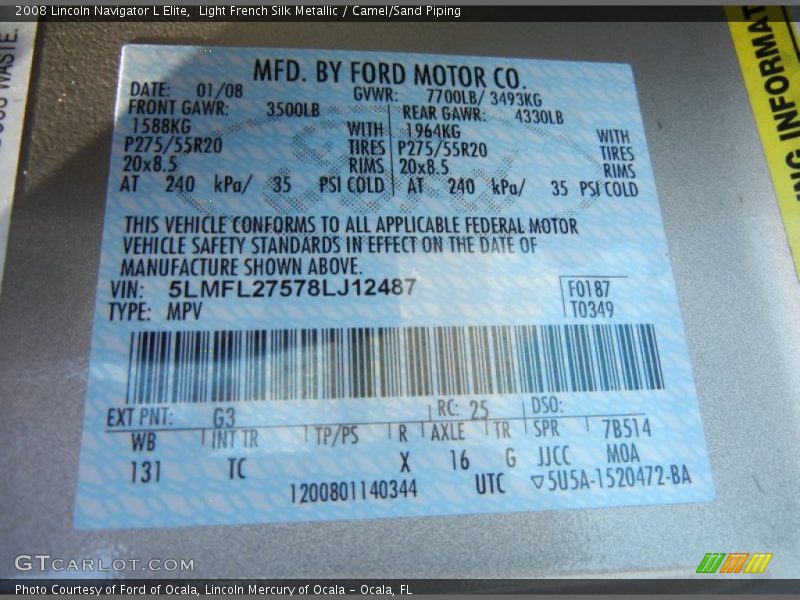 2008 Lincoln Navigator L Elite, Light French Silk Metallic / Camel/Sand Piping
MFD. BY FORD MOTOR CO.
DATE: 01/08 GVWR: 7700LB/ 3493KG
FRONT GAWR: 3500LB REAR GAWR: 4330LB
1588KG WITH 1964KG WITH
P275/55R20 TIRES P275/55R20 TIRES
20x8.5 RIMS 20x8.5 RIMS
AT 240 kPa/ 35 PSI COLD AT 240 kPa/ 35 PSI COLD
THIS VEHICLE CONFORMS TO ALL APPLICABLE FEDERAL MOTOR
VEHICLE SAFETY STANDARDS IN EFFECT ON THE DATE OF
MANUFACTURE SHOWN ABOVE.
VIN: 5LMFL27578LJ12487 F0187
TYPE: MPV T0349
EXT PNT: G3 RC: 25 DSO:
WB INT TR TP/PS R AXLE TR SPR 7B514
131 TC X 16 G JJCC MOA
1200801140344 UTC ▽5U5A-1520472-BA
WASTE.
ING INFORMAT
GTCARLOT.COM
Photo Courtesy of Ford of Ocala, Lincoln Mercury of Ocala – Ocala, FL